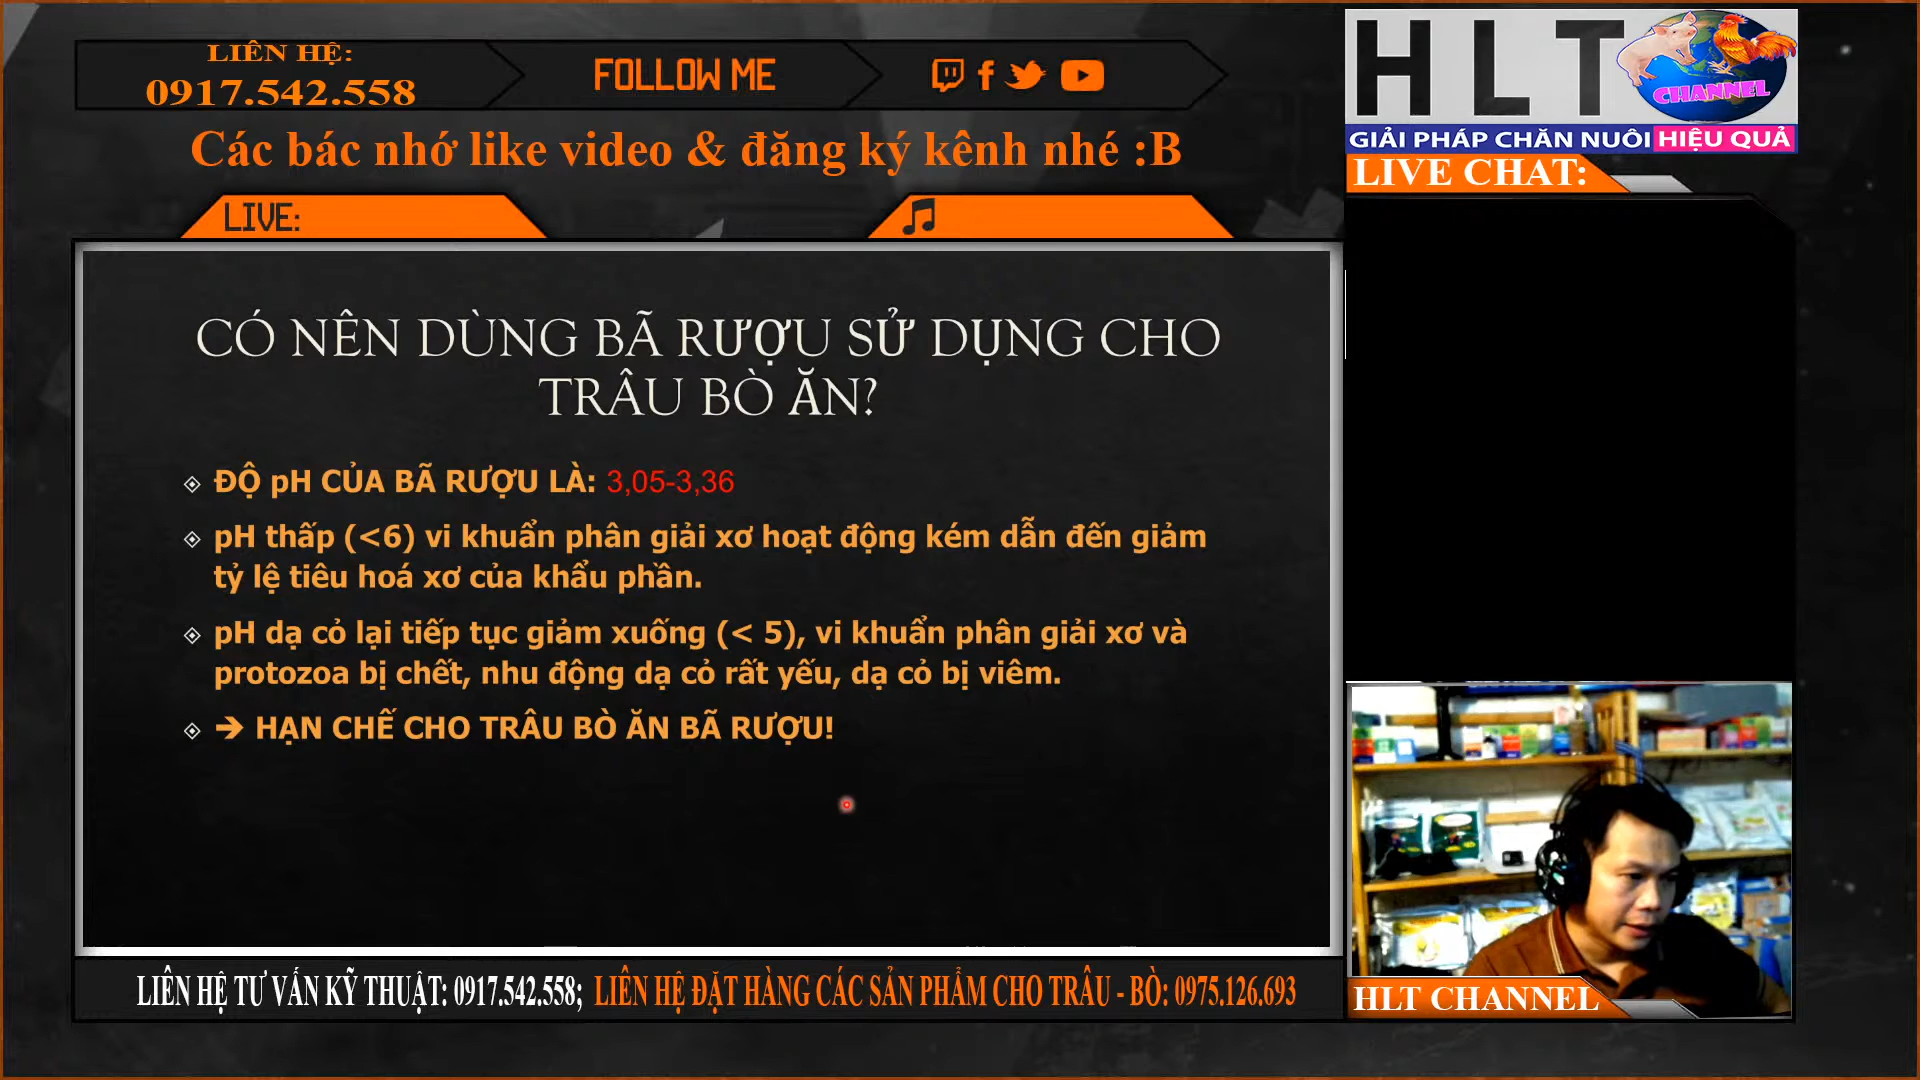 LIÊN HỆ:
0917.542.558
FOLLOW ME
Các bác nhớ like video & đăng ký kênh nhé :B
HLT
CHANNEL
GIẢI PHÁP CHĂN NUÔI HIỆU QUẢ
LIVE CHAT:
LIVE:
CÓ NÊN DÙNG BÃ RƯỢU SỬ DỤNG CHO
TRÂU BÒ ĂN?
ĐỘ pH CỦA BÃ RƯỢU LÀ: 3,05-3,36
pH thấp (<6) vi khuẩn phân giải xơ hoạt động kém dẫn đến giảm
tỷ lệ tiêu hoá xơ của khẩu phần.
pH dạ cỏ lại tiếp tục giảm xuống (< 5), vi khuẩn phân giải xơ và
protozoa bị chết, nhu động dạ cỏ rất yếu, dạ cỏ bị viêm.
➔ HẠN CHẾ CHO TRÂU BÒ ĂN BÃ RƯỢU!
LIÊN HỆ TƯ VẤN KỸ THUẬT: 0917.542.558; LIÊN HỆ ĐẶT HÀNG CÁC SẢN PHẨM CHO TRÂU - BÒ: 0975.126.693
HLT CHANNEL